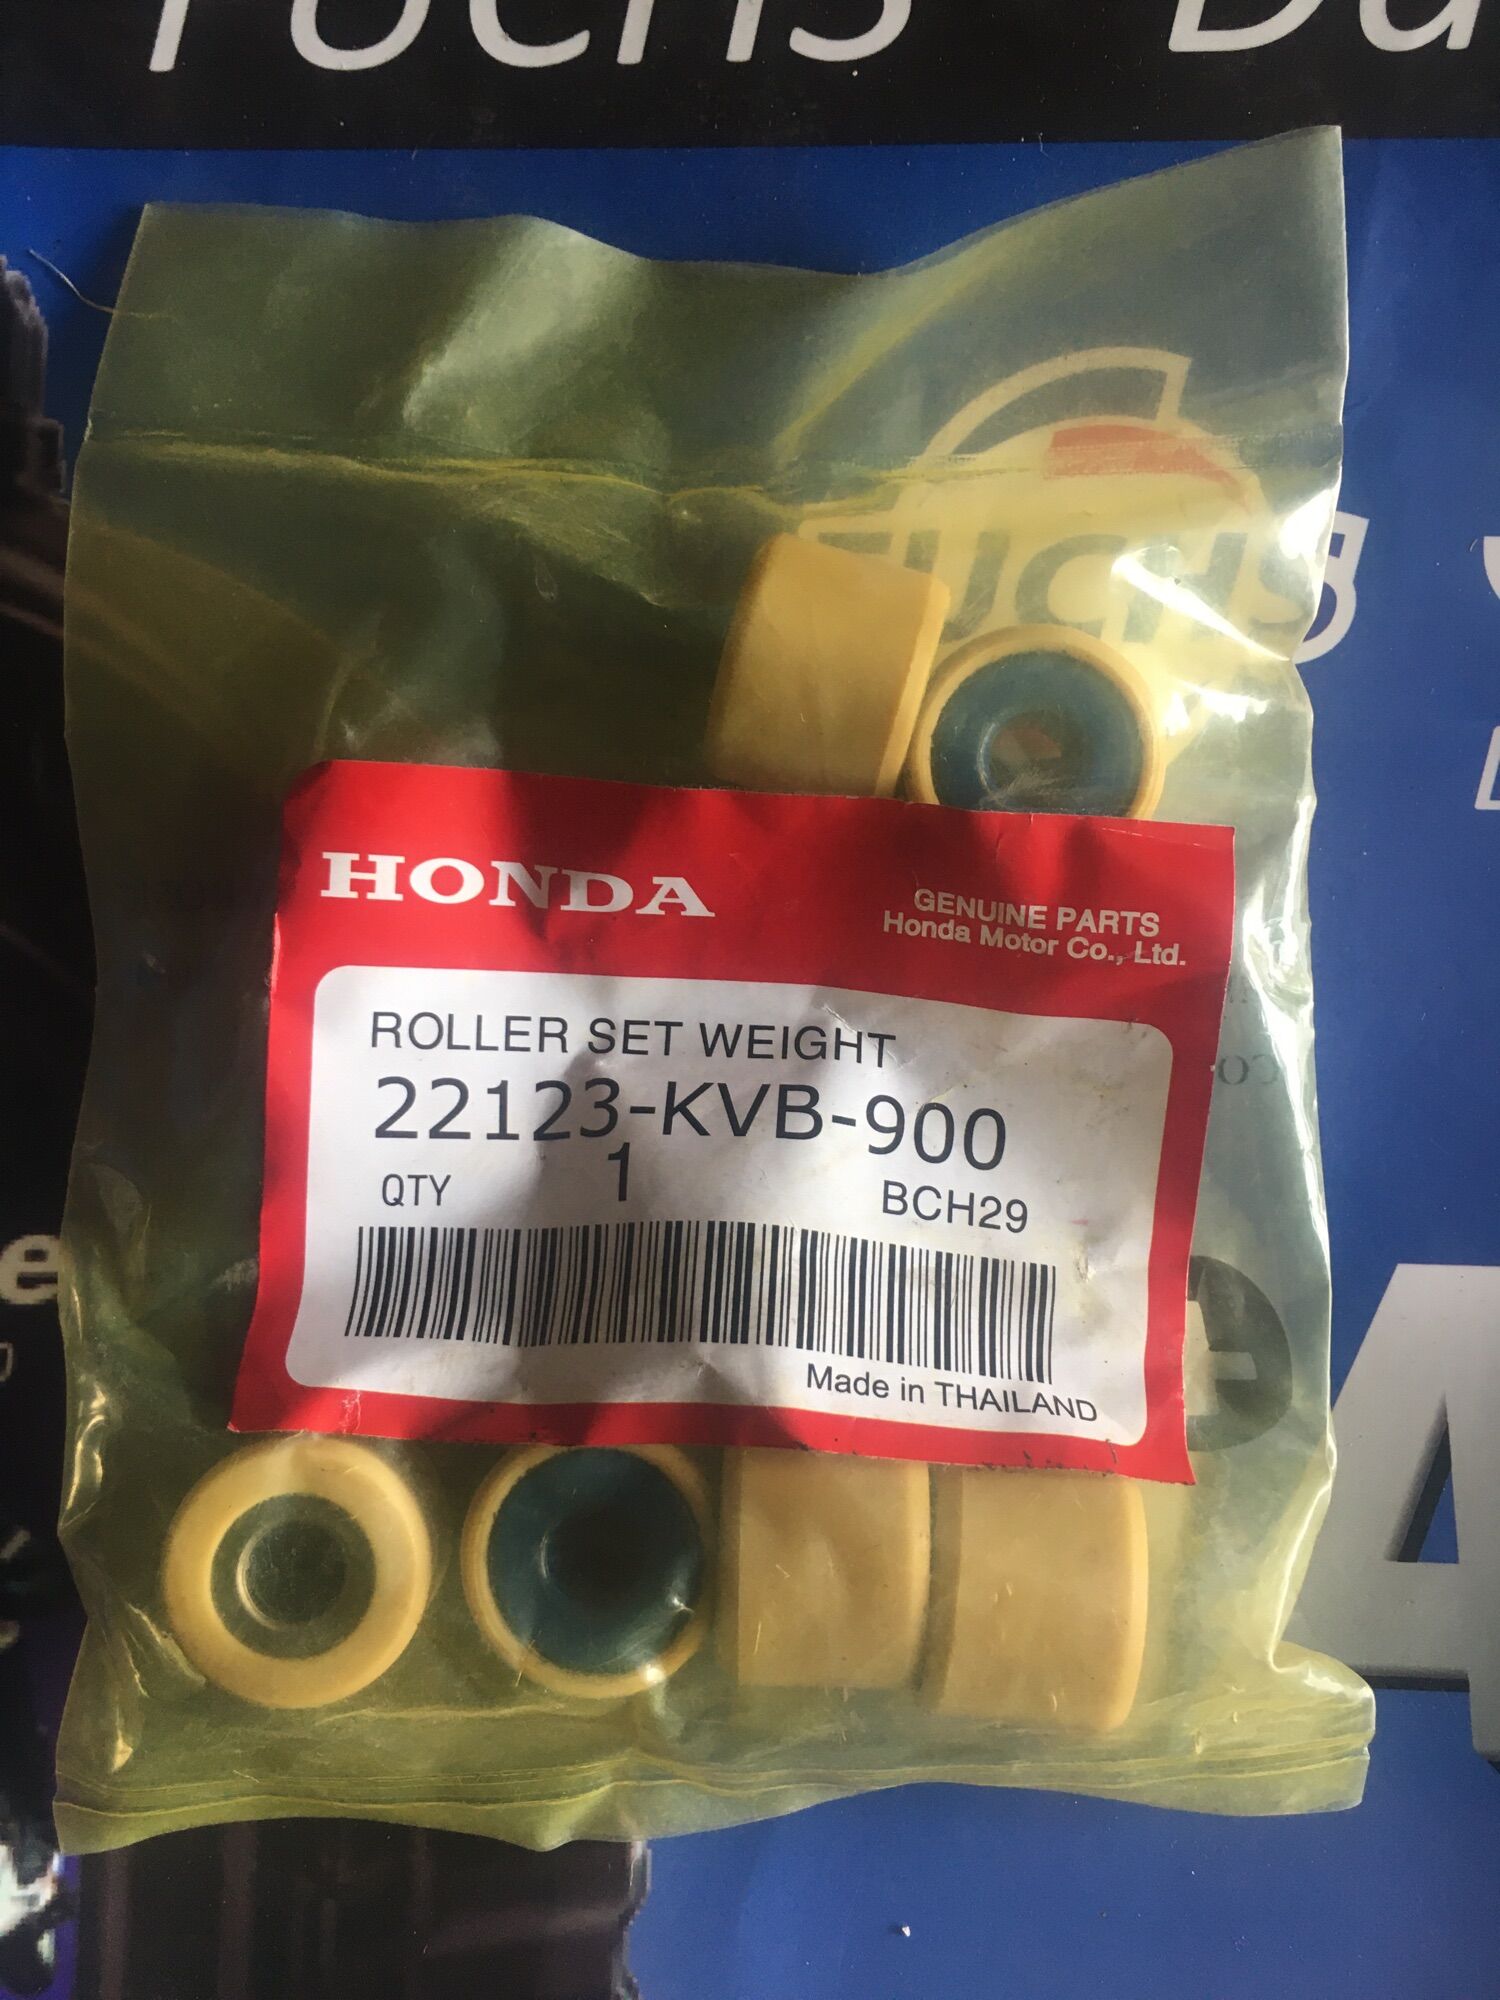 FUCHS
FUCHS
HONDA
GENUINE PARTS
Honda Motor Co., Ltd.
ROLLER SET WEIGHT
22123-KVB-900
QTY 1 BCH29
Made in THAILAND
e
A